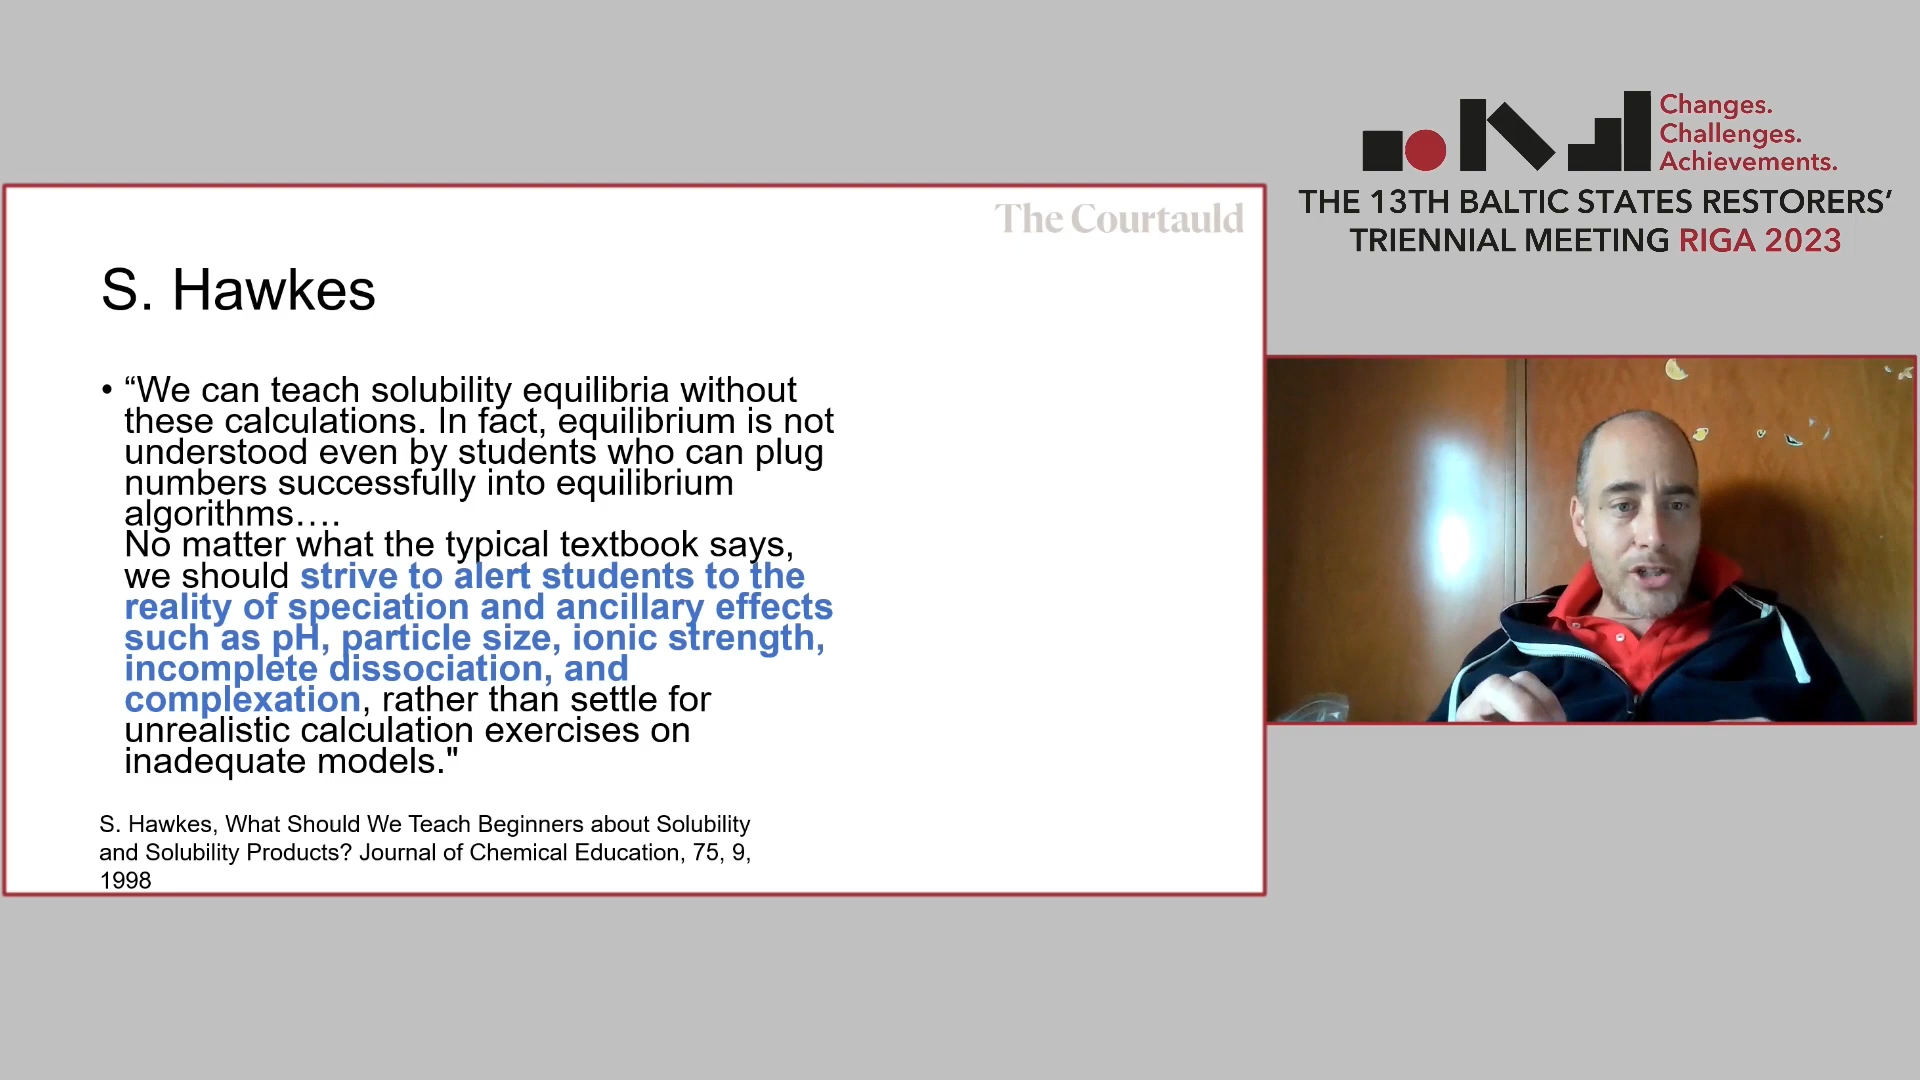 The Courtauld
S. Hawkes
• “We can teach solubility equilibria without
these calculations. In fact, equilibrium is not
understood even by students who can plug
numbers successfully into equilibrium
algorithms….
No matter what the typical textbook says,
we should strive to alert students to the
reality of speciation and ancillary effects
such as pH, particle size, ionic strength,
incomplete dissociation, and
complexation, rather than settle for
unrealistic calculation exercises on
inadequate models."
S. Hawkes, What Should We Teach Beginners about Solubility
and Solubility Products? Journal of Chemical Education, 75, 9,
1998
Changes.
Challenges.
Achievements.
THE 13TH BALTIC STATES RESTORERS’
TRIENNIAL MEETING RIGA 2023